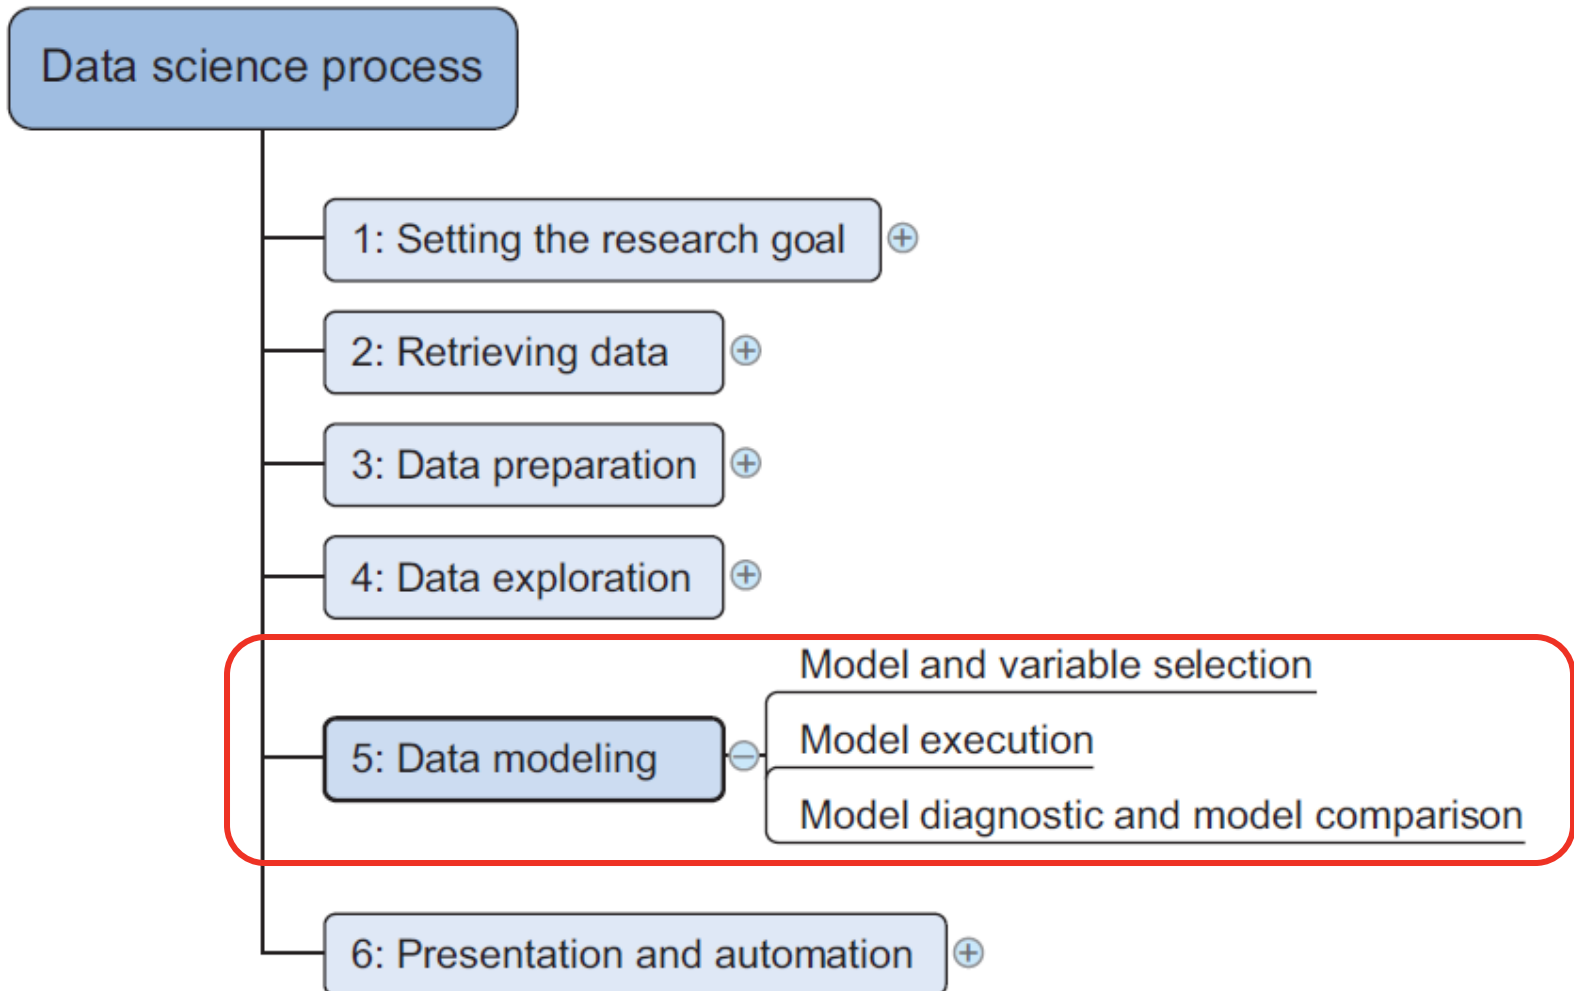 Data science process
1: Setting the research goal
2: Retrieving data
3: Data preparation
4: Data exploration
5: Data modeling
Model and variable selection
Model execution
Model diagnostic and model comparison
6: Presentation and automation